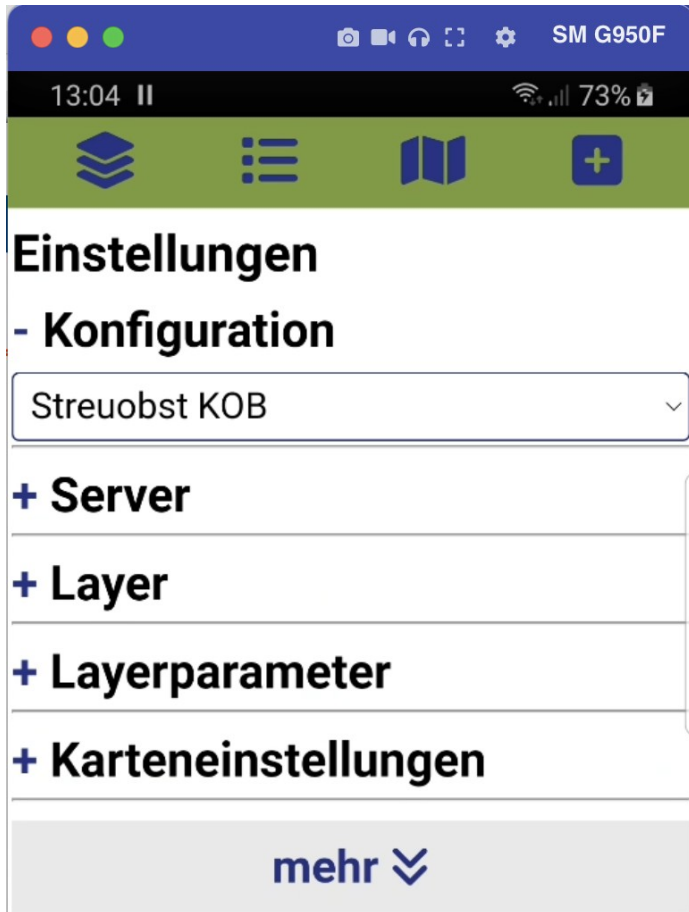 SM G950F
13:04
73%
Einstellungen
- Konfiguration
Streuobst KOB
+ Server
+ Layer
+ Layerparameter
+ Karteneinstellungen
mehr